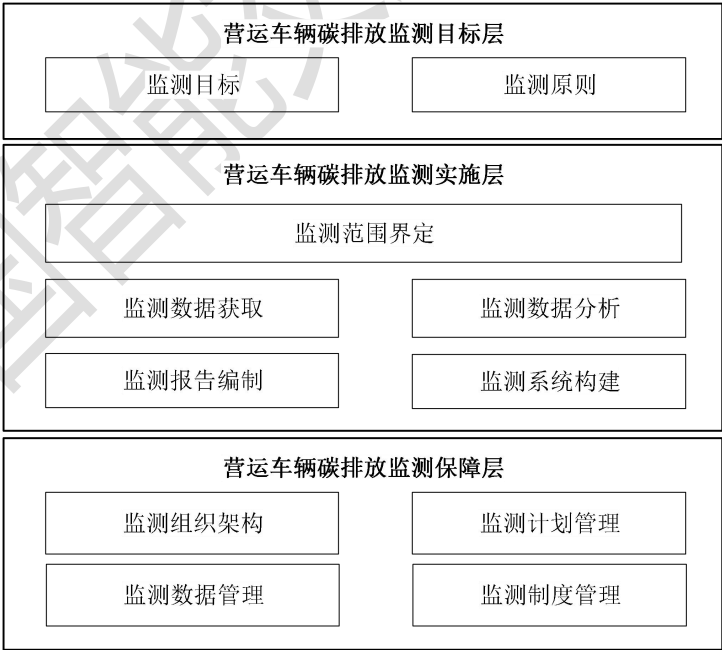 营运车辆碳排放监测目标层
监测目标 监测原则
营运车辆碳排放监测实施层
监测范围界定
监测数据获取 监测数据分析
监测报告编制 监测系统构建
营运车辆碳排放监测保障层
监测组织架构 监测计划管理
监测数据管理 监测制度管理
国智能交